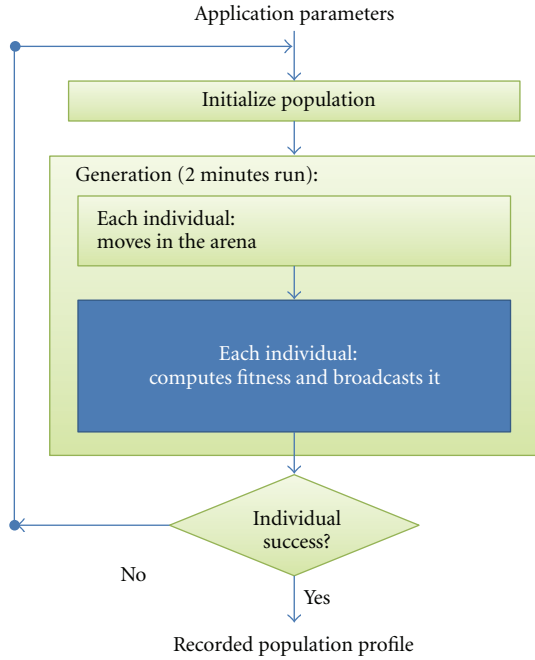 Application parameters
Initialize population
Generation (2 minutes run):
Each individual:
moves in the arena
Each individual:
computes fitness and broadcasts it
Individual
success?
No
Yes
Recorded population profile